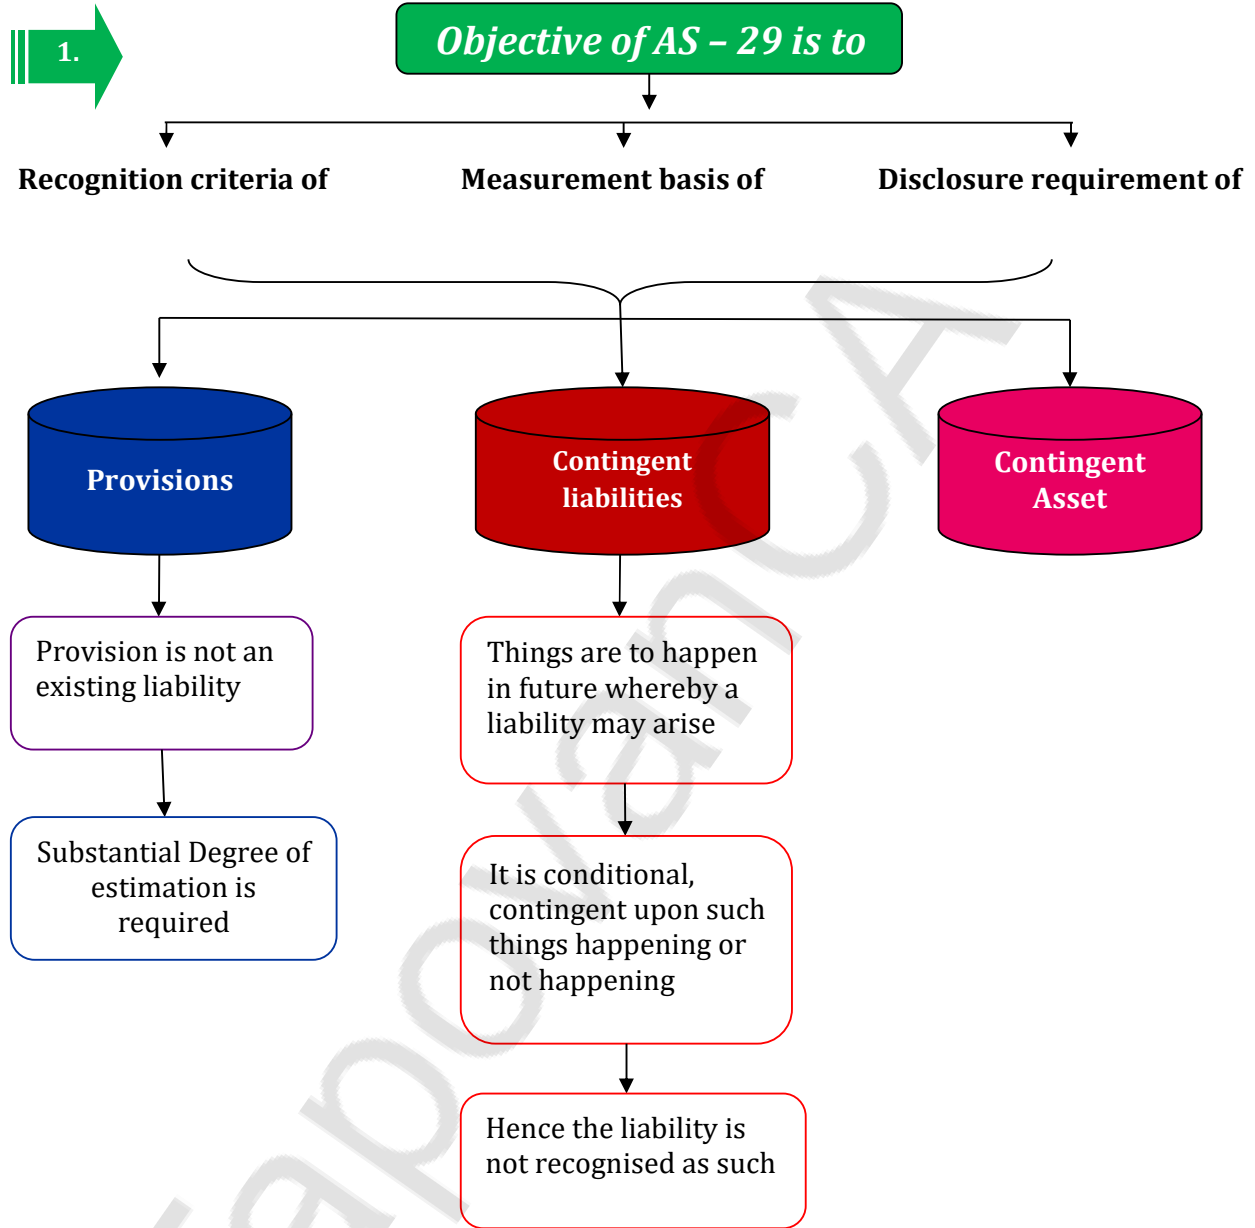 1.
Objective of AS – 29 is to
Recognition criteria of
Measurement basis of
Disclosure requirement of
Provisions
Contingent
liabilities
Contingent
Asset
Provision is not an
existing liability
Substantial Degree of
estimation is
required
Things are to happen
in future whereby a
liability may arise
It is conditional,
contingent upon such
things happening or
not happening
Hence the liability is
not recognised as such
TapovanCA